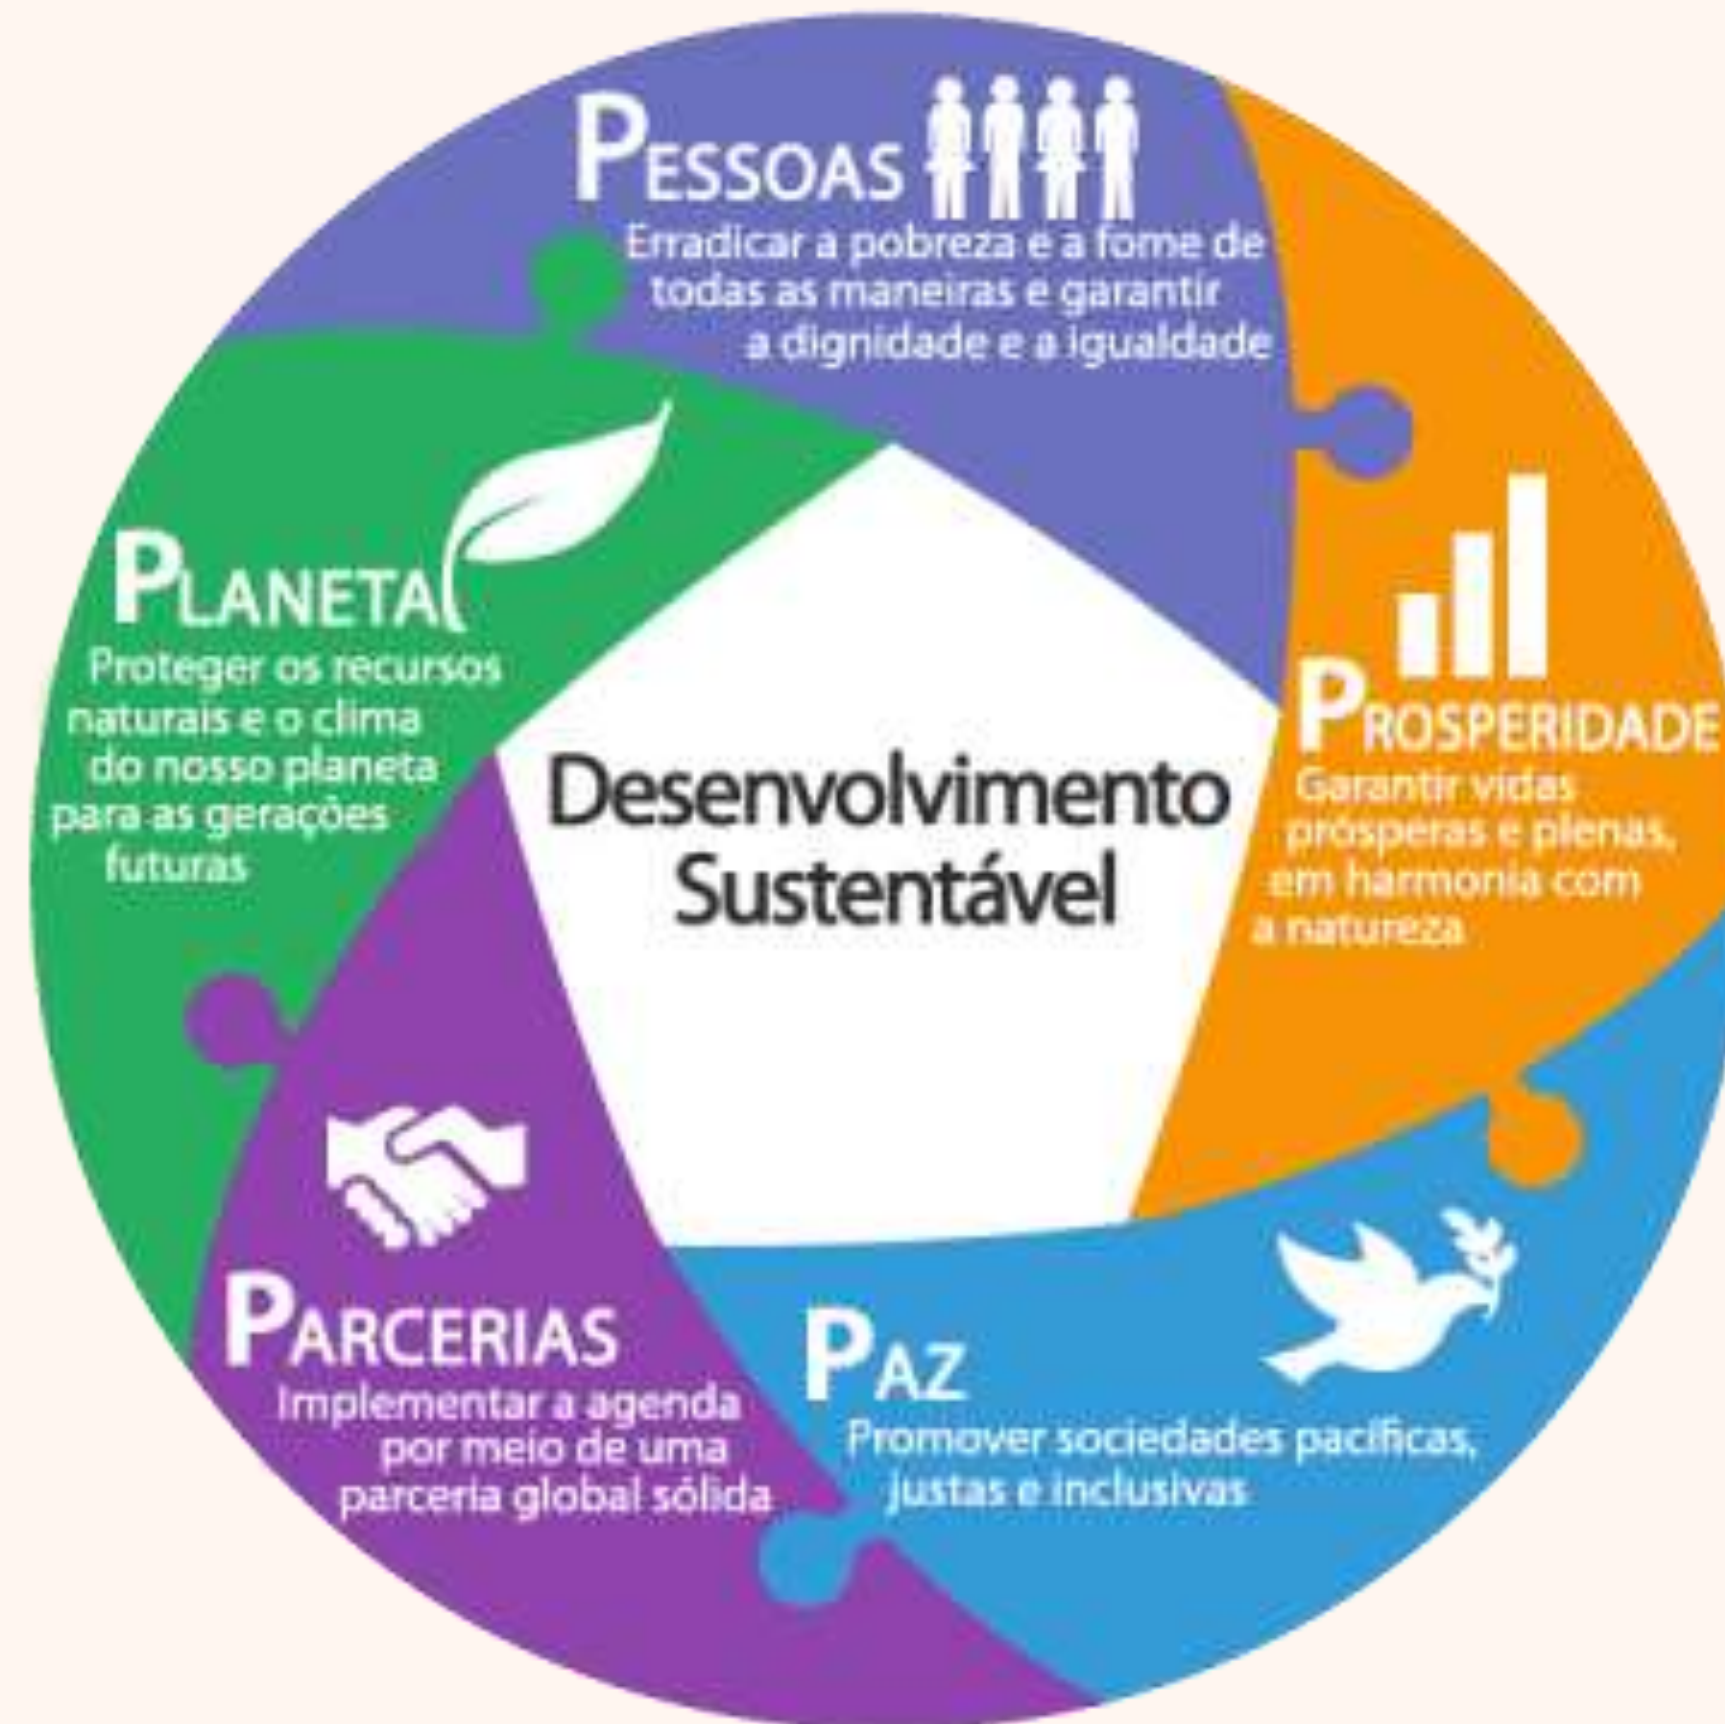 PESSOAS
Erradicar a pobreza e a fome de
todas as maneiras e garantir
a dignidade e a igualdade
PLANETA
Proteger os recursos
naturais e o clima
do nosso planeta
para as gerações
futuras
Desenvolvimento
Sustentável
PROSPERIDADE
Garantir vidas
prósperas e plenas,
em harmonia com
a natureza
PARCERIAS
Implementar a agenda
por meio de uma
parceria global sólida
PAZ
Promover sociedades pacíficas,
justas e inclusivas